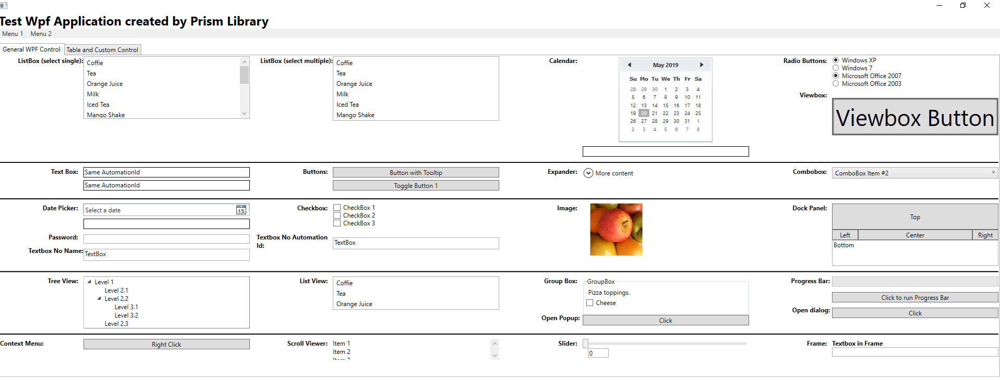 Test Wpf Application created by Prism Library
Menu 1 Menu 2
General WPF Control Table and Custom Control
ListBox (select single):
Coffie
Tea
Orange Juice
Milk
Iced Tea
Mango Shake
ListBox (select multiple):
Coffie
Tea
Orange Juice
Milk
Iced Tea
Mango Shake
Calendar:
May 2019
Su Mo Tu We Th Fr Sa
28 29 30 1 2 3 4
5 6 7 8 9 10 11
12 13 14 15 16 17 18
19 20 21 22 23 24 25
26 27 28 29 30 31 1
2 3 4 5 6 7 8
Radio Buttons:
Windows XP
Windows 7
Microsoft Office 2007
Microsoft Office 2003
Viewbox:
Viewbox Button
Text Box:
Same AutomationId
Same AutomationId
Buttons:
Button with Tooltip
Toggle Button 1
Expander:
More content
Combobox:
ComboBox Item #2
Date Picker:
Select a date
15
Password:
Textbox No Name:
TextBox
Checkbox:
CheckBox 1
CheckBox 2
CheckBox 3
Textbox No Automation
Id:
TextBox
Image:
Dock Panel:
Top
Left Center Right
Bottom
Tree View:
Level 1
Level 2.1
Level 2.2
Level 3.1
Level 3.2
Level 2.3
List View:
Coffie
Tea
Orange Juice
Group Box:
GroupBox
Pizza toppings.
Cheese
Open Popup:
Click
Progress Bar:
Click to run Progress Bar
Open dialog:
Click
Context Menu:
Right Click
Scroll Viewer:
Item 1
Item 2
Slider:
0
Frame:
Textbox in Frame